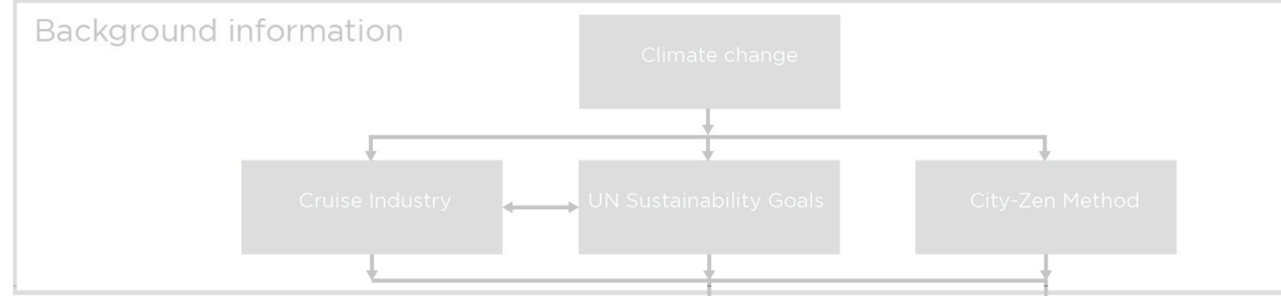 Background information
Climate change
Cruise Industry
UN Sustainability Goals
City-Zen Method